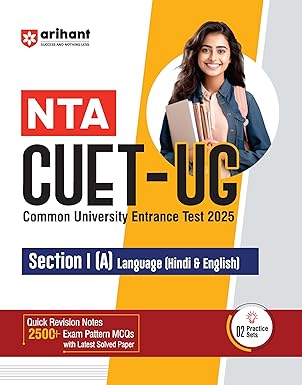 arihant
SUCCESS AND NOTHING LESS
NTA
CUET-UG
Common University Entrance Test 2025
Section I (A) Language (Hindi & English)
Quick Revision Notes
2500+ Exam Pattern MCQs
with Latest Solved Paper
02 Practice
Sets